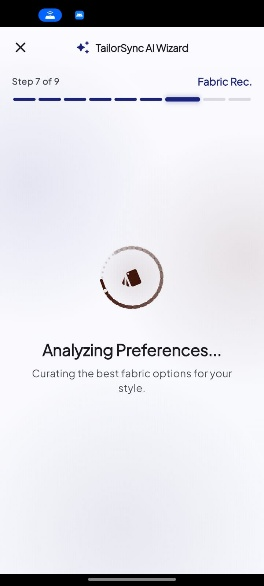 TailorSync AI Wizard
Step 7 of 9
Fabric Rec.
Analyzing Preferences...
Curating the best fabric options for your
style.